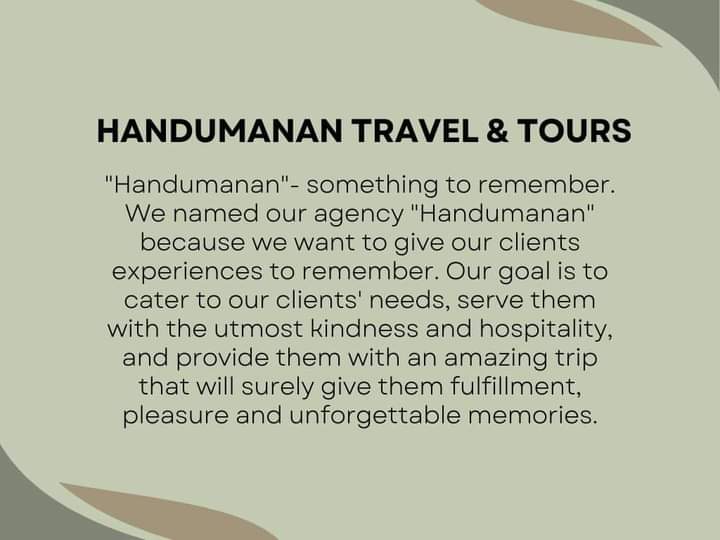 HANDUMANAN TRAVEL & TOURS
"Handumanan"- something to remember.
We named our agency "Handumanan"
because we want to give our clients
experiences to remember. Our goal is to
cater to our clients' needs, serve them
with the utmost kindness and hospitality,
and provide them with an amazing trip
that will surely give them fulfillment,
pleasure and unforgettable memories.